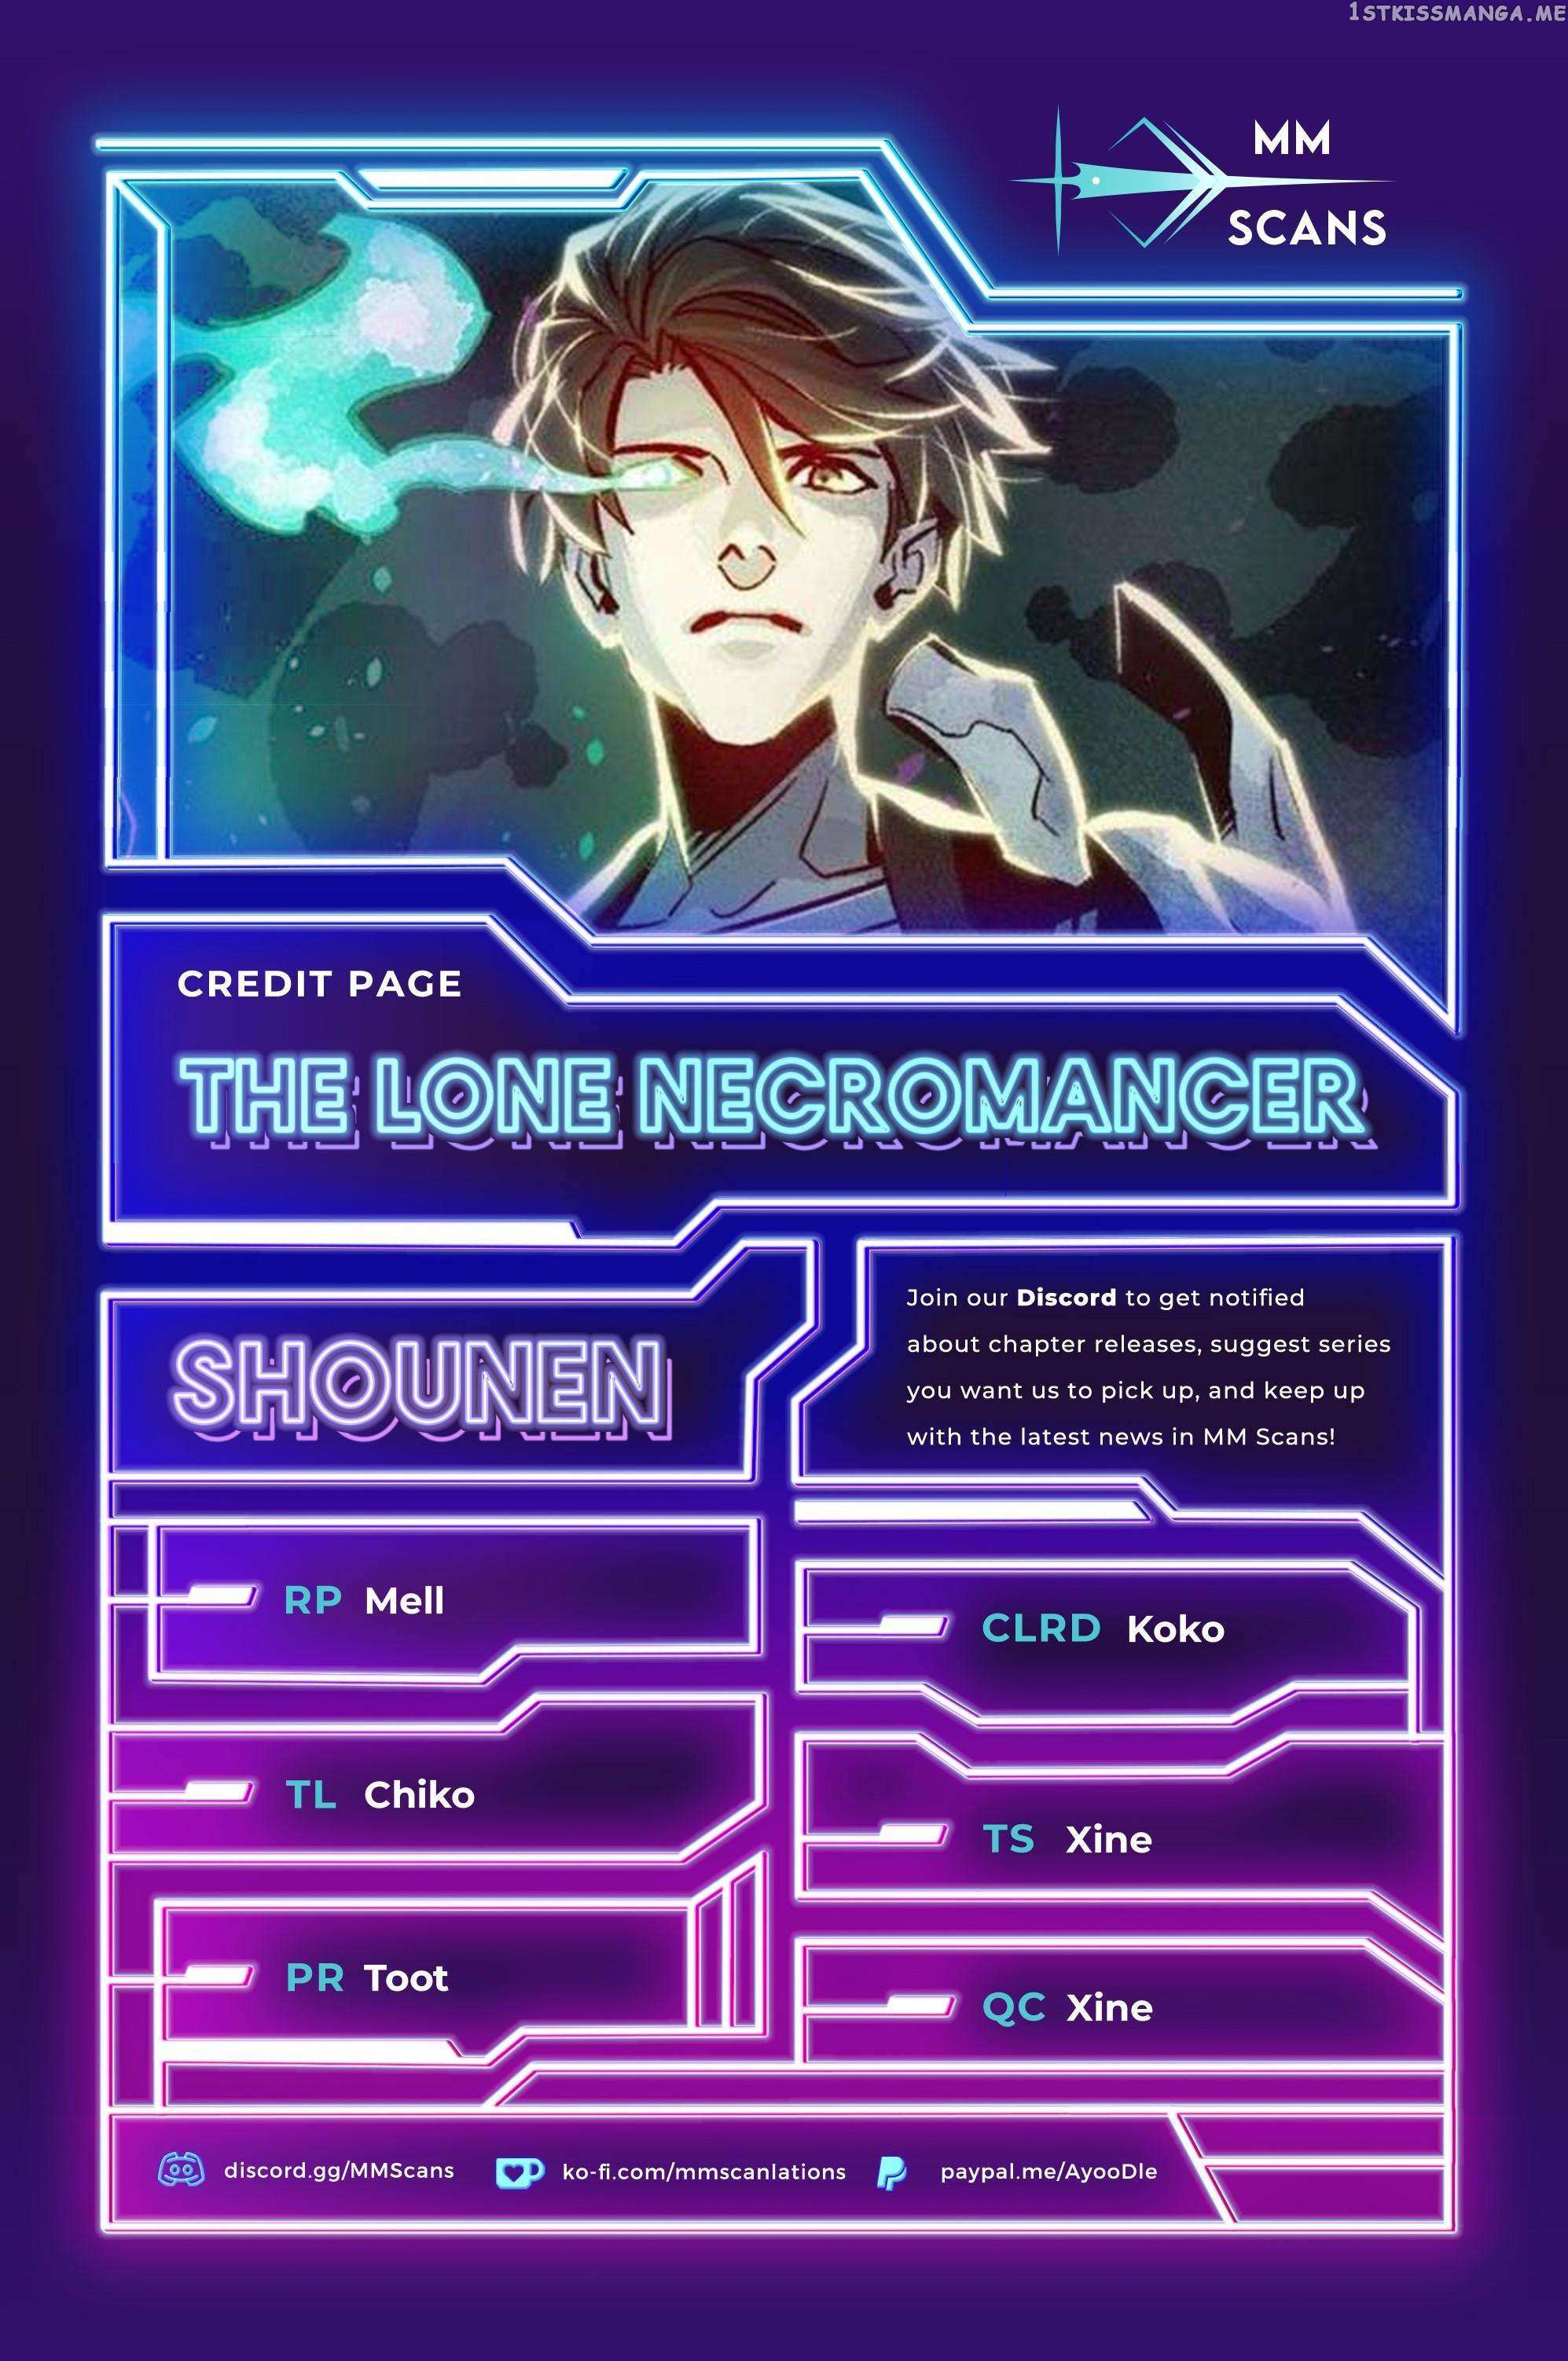 1STKISSMANGA.ME
MM
SCANS
CREDIT PAGE
THE LONE NECROMANCER
SHOUNEN
Join our Discord to get notified
about chapter releases, suggest series
you want us to pick up, and keep up
with the latest news in MM Scans!
RP Mell
CLRD Koko
TL Chiko
TS Xine
PR Toot
QC Xine
discord.gg/MMScans ko-fi.com/mmscanlations paypal.me/AyooDle